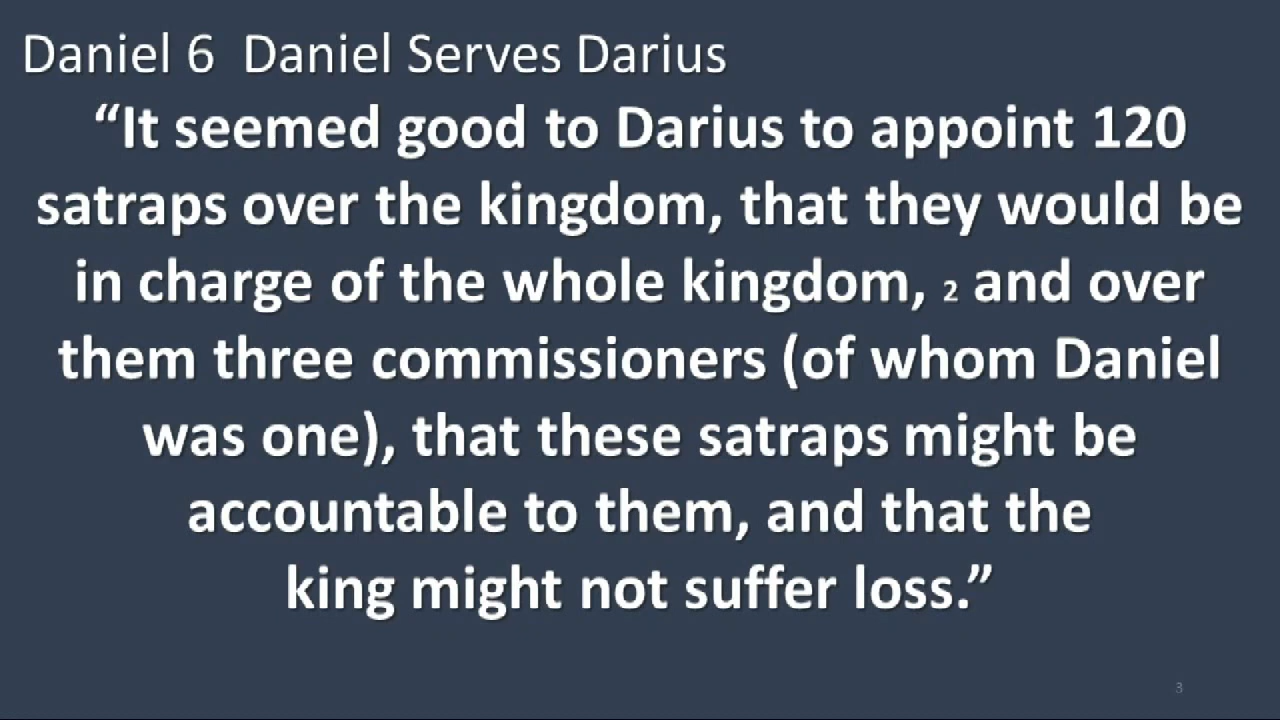 Daniel 6  Daniel Serves Darius
“It seemed good to Darius to appoint 120
satraps over the kingdom, that they would be
in charge of the whole kingdom, 2 and over
them three commissioners (of whom Daniel
was one), that these satraps might be
accountable to them, and that the
king might not suffer loss.”
3